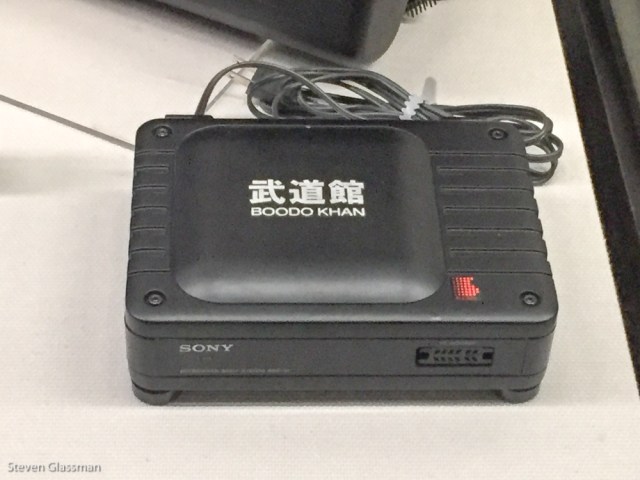 武道館
BOODO KHAN
SONY
Steven Glassman